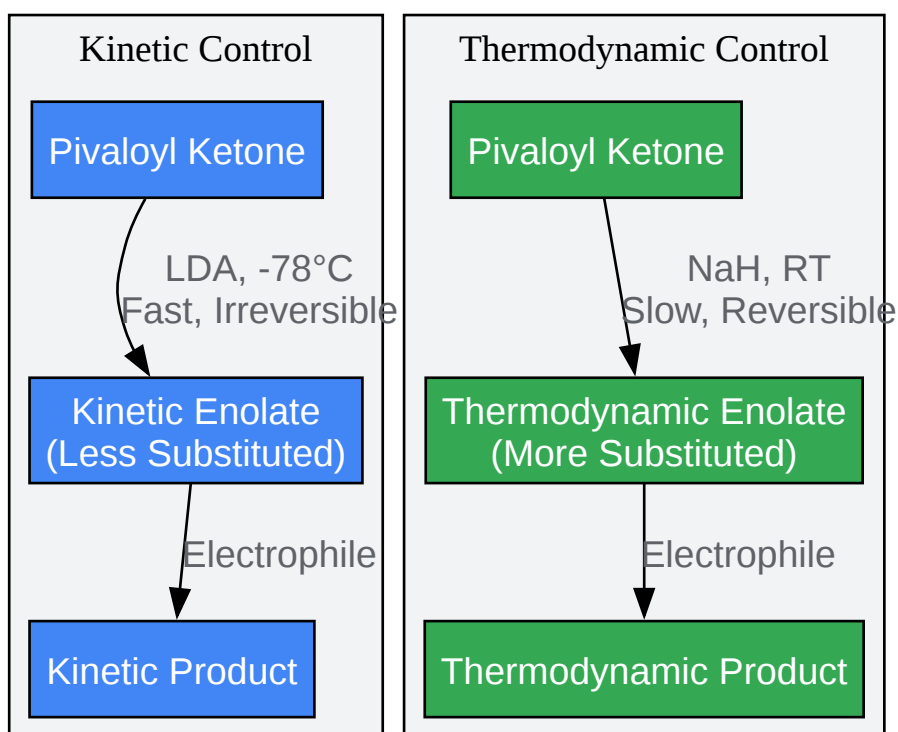 Kinetic Control
Pivaloyl Ketone
LDA, -78°C
Fast, Irreversible
Kinetic Enolate
(Less Substituted)
Electrophile
Kinetic Product
Thermodynamic Control
Pivaloyl Ketone
NaH, RT
Slow, Reversible
Thermodynamic Enolate
(More Substituted)
Electrophile
Thermodynamic Product